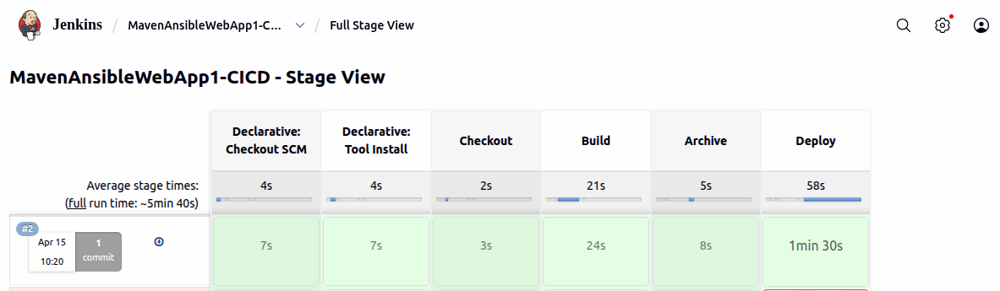 Jenkins / MavenAnsibleWebApp1-C... / Full Stage View
MavenAnsibleWebApp1-CICD - Stage View
Declarative: Checkout SCM
Declarative: Tool Install
Checkout
Build
Archive
Deploy
Average stage times:
(full run time: ~5min 40s)
4s
4s
2s
21s
5s
58s
#2
Apr 15
10:20
1
commit
7s
7s
3s
24s
8s
1min 30s